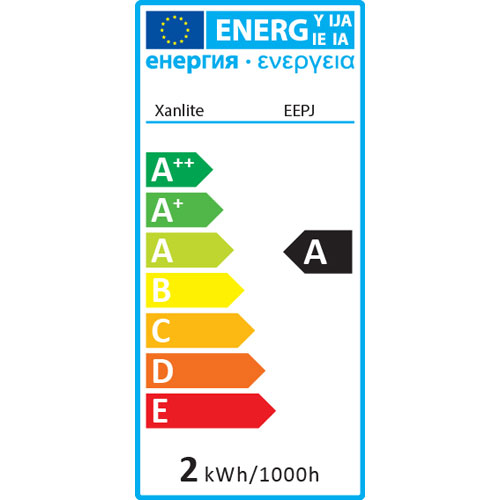 ENERG Y IJA
IE IA
енергия · ενεργεια
Xanlite EEPJ
A++
A+
A
A
B
C
D
E
2 kWh/1000h